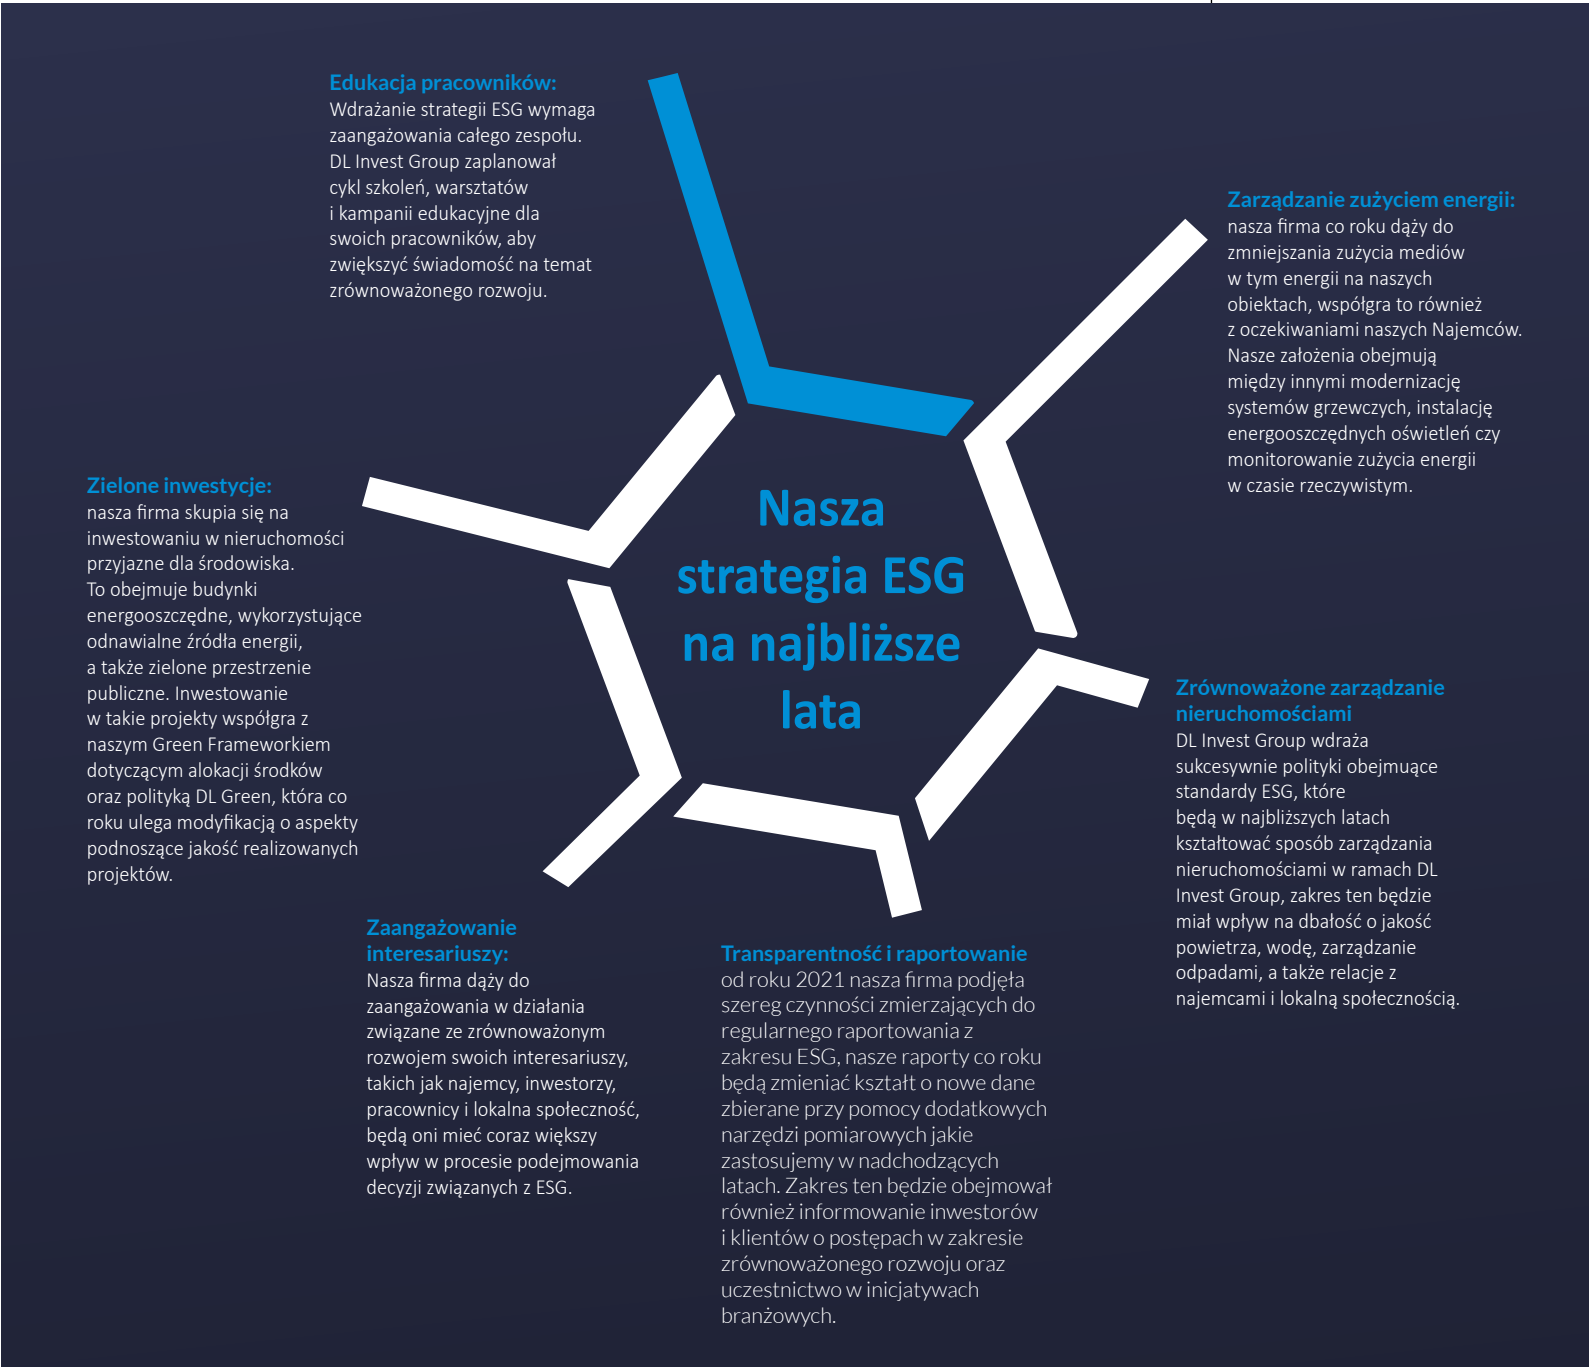 Edukacja pracowników:
Wdrażanie strategii ESG wymaga
zaangażowania całego zespołu.
DL Invest Group zaplanował
cykl szkoleń, warsztatów
i kampanii edukacyjne dla
swoich pracowników, aby
zwiększyć świadomość na temat
zrównoważonego rozwoju.
Zarządzanie zużyciem energii:
nasza firma co roku dąży do
zmniejszania zużycia mediów
w tym energii na naszych
obiektach, współgra to również
z oczekiwaniami naszych Najemców.
Nasze założenia obejmują
między innymi modernizację
systemów grzewczych, instalację
energooszczędnych oświetleń czy
monitorowanie zużycia energii
w czasie rzeczywistym.
Zielone inwestycje:
nasza firma skupia się na
inwestowaniu w nieruchomości
przyjazne dla środowiska.
To obejmuje budynki
energooszczędne, wykorzystujące
odnawialne źródła energii,
a także zielone przestrzenie
publiczne. Inwestowanie
w takie projekty współgra z
naszym Green Frameworkiem
dotyczącym alokacji środków
oraz polityką DL Green, która co
roku ulega modyfikacją o aspekty
podnoszące jakość realizowanych
projektów.
Nasza
strategia ESG
na najbliższe
lata
Zrównoważone zarządzanie
nieruchomościami
DL Invest Group wdraża
sukcesywnie polityki obejmuące
standardy ESG, które
będą w najbliższych latach
kształtować sposób zarządzania
nieruchomościami w ramach DL
Invest Group, zakres ten będzie
miał wpływ na dbałość o jakość
powietrza, wodę, zarządzanie
odpadami, a także relacje z
najemcami i lokalną społecznością.
Zaangażowanie
interesariuszy:
Nasza firma dąży do
zaangażowania w działania
związane ze zrównoważonym
rozwojem swoich interesariuszy,
takich jak najemcy, inwestorzy,
pracownicy i lokalna społeczność,
będą oni mieć coraz większy
wpływ w procesie podejmowania
decyzji związanych z ESG.
Transparentność i raportowanie
od roku 2021 nasza firma podjęła
szereg czynności zmierzających do
regularnego raportowania z
zakresu ESG, nasze raporty co roku
będą zmieniać kształt o nowe dane
zbierane przy pomocy dodatkowych
narzędzi pomiarowych jakie
zastosujemy w nadchodzących
latach. Zakres ten będzie obejmował
również informowanie inwestorów
i klientów o postępach w zakresie
zrównoważonego rozwoju oraz
uczestnictwo w inicjatywach
branżowych.